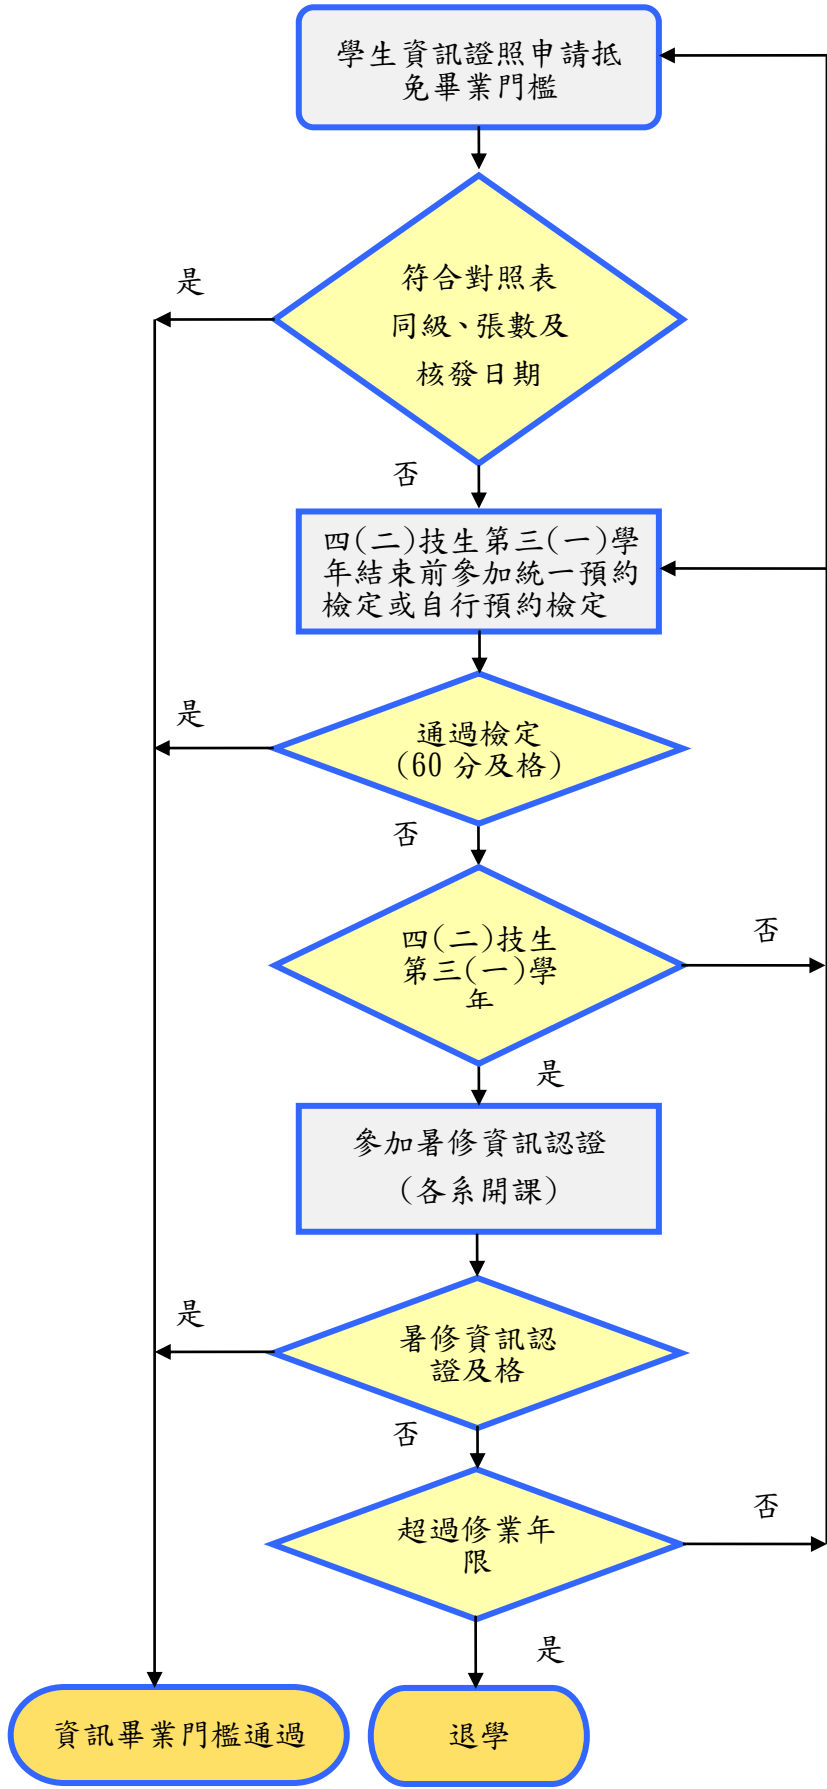 學生資訊證照申請抵
免畢業門檻
是
符合對照表
同級、張數及
核發日期
否
四(二)技生第三(一)學
年結束前參加統一預約
檢定或自行預約檢定
是
通過檢定
(60 分及格)
否
四(二)技生
第三(一)學
年
否
是
參加暑修資訊認證
(各系開課)
是
暑修資訊認
證及格
否
超過修業年
限
否
是
資訊畢業門檻通過
退學